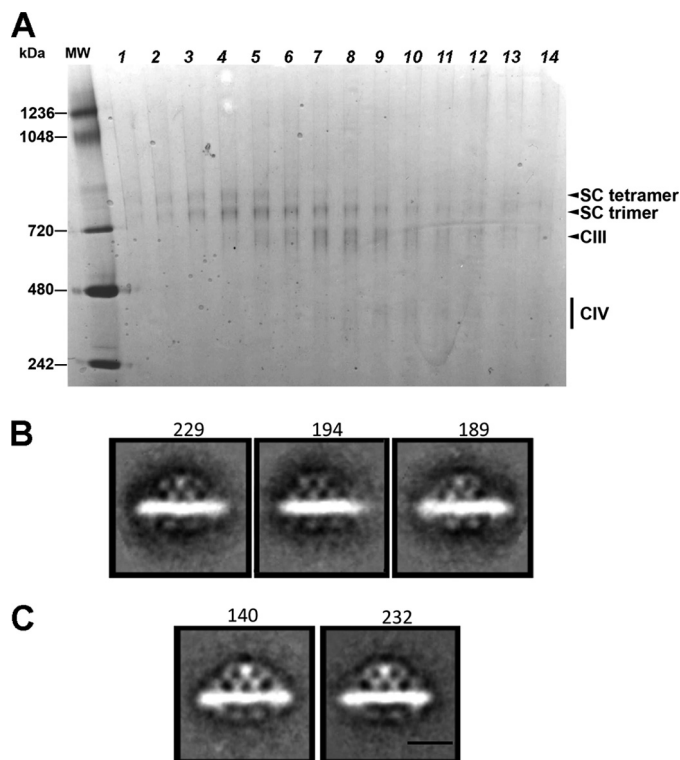 A
kDa MW 1 2 3 4 5 6 7 8 9 10 11 12 13 14
1236
1048
720
480
242
SC tetramer
SC trimer
CIII
CIV
B
229 194 189
C
140 232